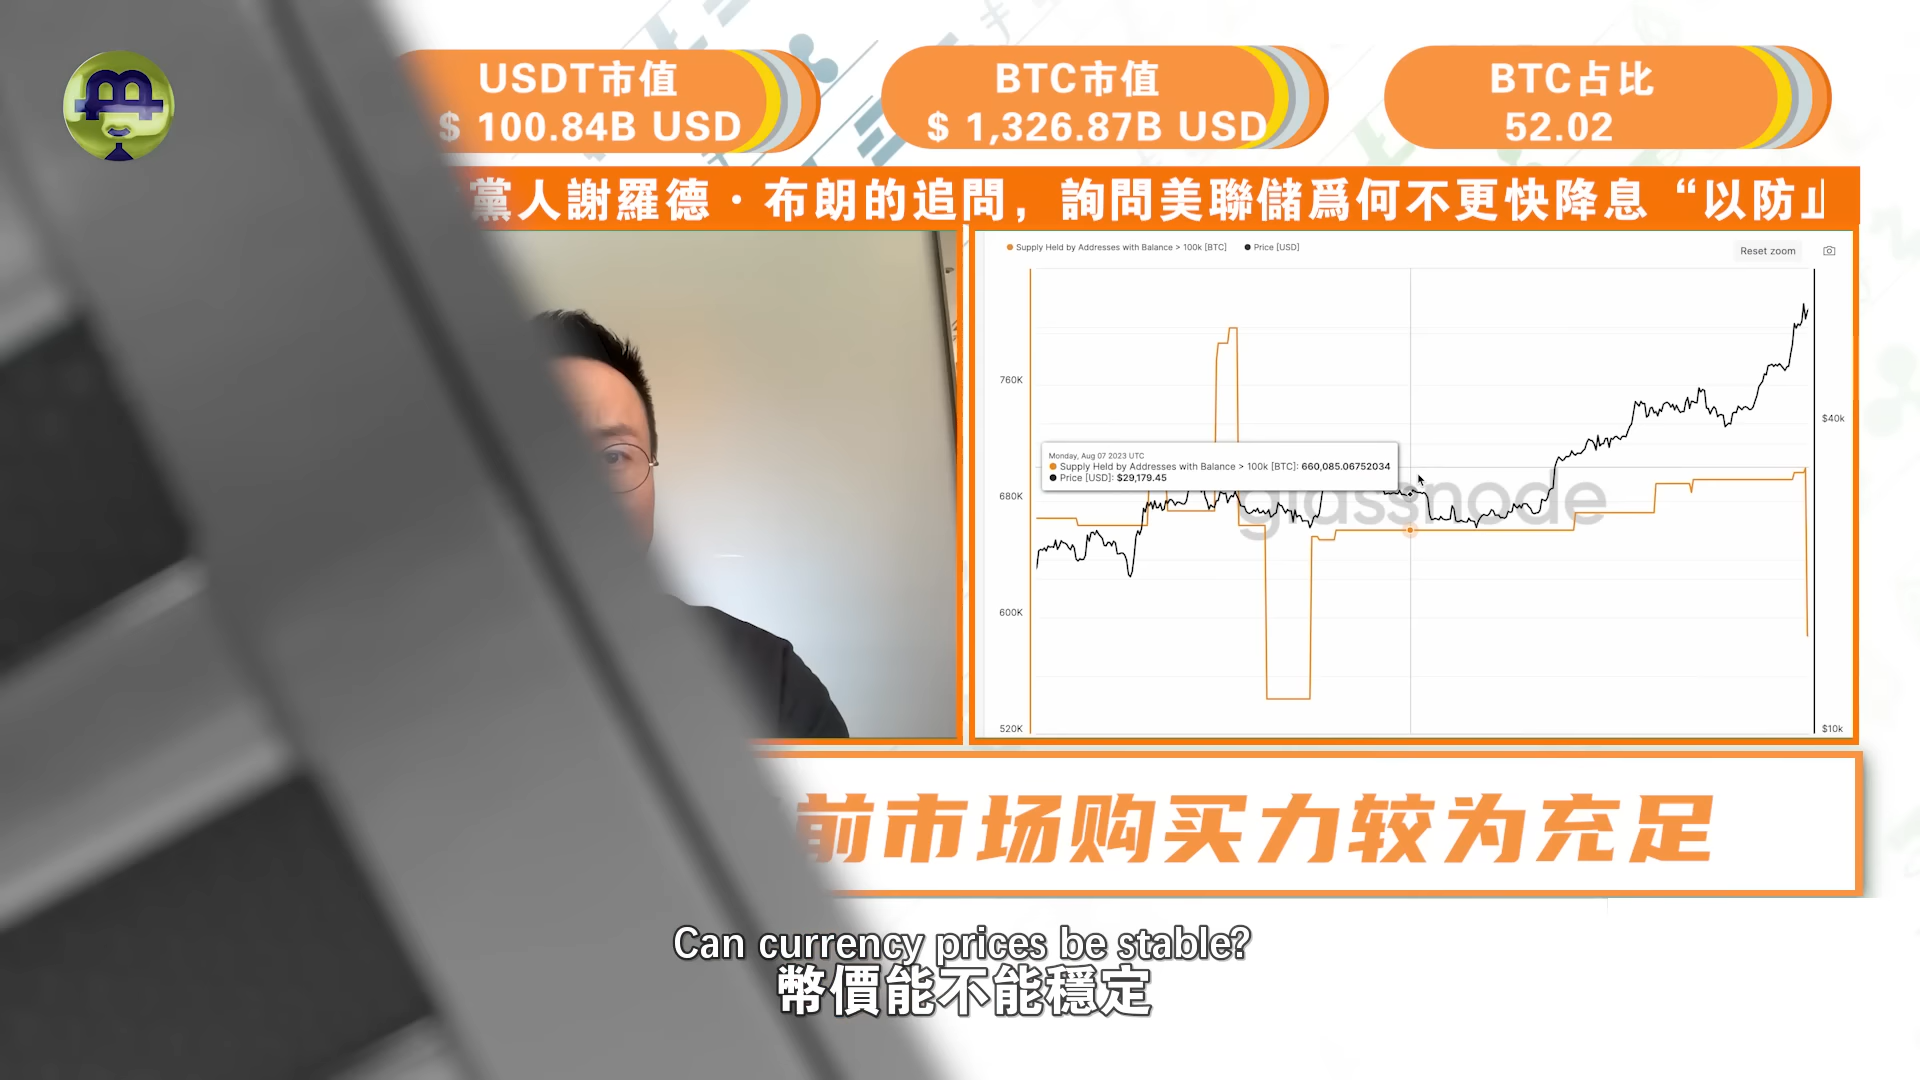 USDT市值
$ 100.84B USD
BTC市值
$ 1,326.87B USD
BTC占比
52.02
黨人謝羅德·布朗的追問，詢問美聯儲爲何不更快降息“以防止
Supply Held by Addresses with Balance > 100k [BTC]
Price [USD]
Reset zoom
760K
680K
600K
520K
$40k
$10k
Monday, Aug 07 2023 UTC
Supply Held by Addresses with Balance > 100k [BTC]: 660,085.06752034
Price [USD]: $29,179.45
glassnode
前市场购买力较为充足
Can currency prices be stable?
幣價能不能穩定